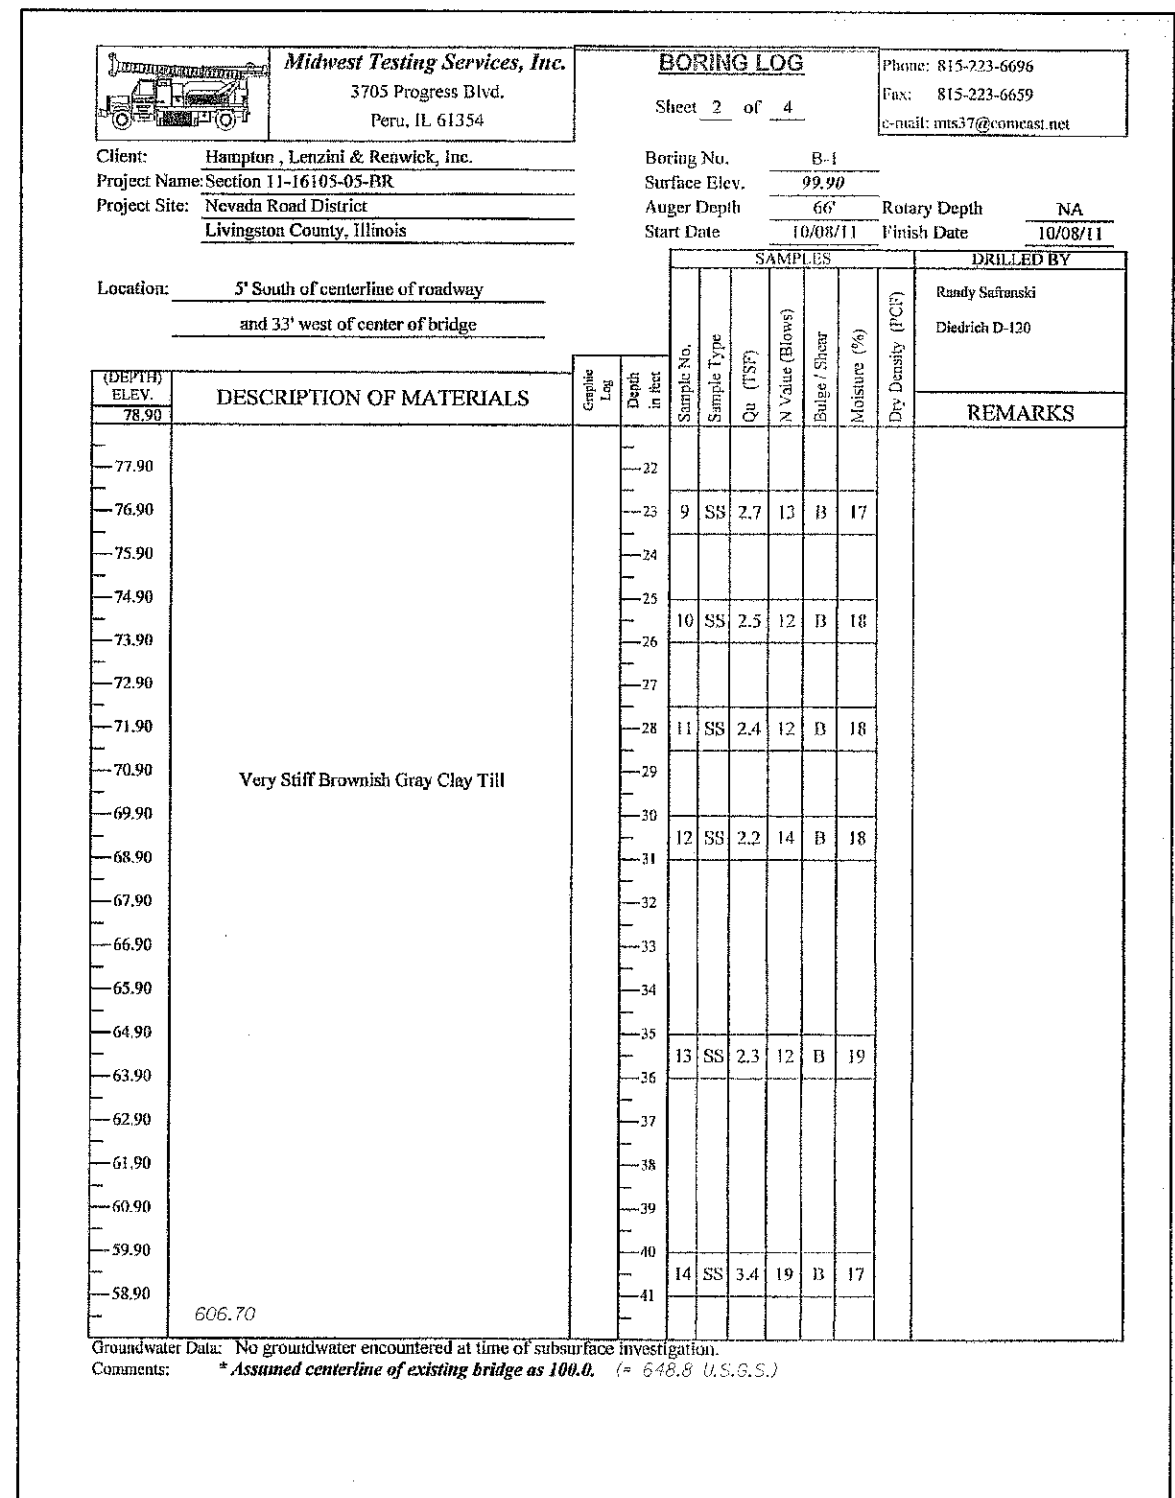 Midwest Testing Services, Inc.
3705 Progress Blvd.
Peru, IL 61354
BORING LOG
Sheet 2 of 4
Phone: 815-223-6696
Fax: 815-223-6659
e-mail: mts37@comcast.net
Client: Hampton , Lenzini & Renwick, Inc.
Project Name: Section 11-16105-05-BR
Project Site: Nevada Road District
Livingston County, Illinois
Boring No. B-1
Surface Elev. 99.90
Auger Depth 66' Rotary Depth NA
Start Date 10/08/11 Finish Date 10/08/11
Location: 5' South of centerline of roadway
and 33' west of center of bridge
SAMPLES
DRILLED BY
Randy Safranski
Diedrich D-120
(DEPTH) ELEV. 78.90
DESCRIPTION OF MATERIALS
Graphic Log
Depth in feet
Sample No.
Sample Type
Qu (TSF)
N Value (Blows)
Bulge / Shear
Moisture (%)
Dry Density (PCF)
REMARKS
77.90 22
76.90 23 9 SS 2.7 13 B 17
75.90 24
74.90 25
10 SS 2.5 12 B 18
73.90 26
72.90 27
71.90 28 11 SS 2.4 12 B 18
70.90 Very Stiff Brownish Gray Clay Till 29
69.90 30
12 SS 2.2 14 B 18
68.90 31
67.90 32
66.90 33
65.90 34
64.90 35
13 SS 2.3 12 B 19
63.90 36
62.90 37
61.90 38
60.90 39
59.90 40
14 SS 3.4 19 B 17
58.90 41
606.70
Groundwater Data: No groundwater encountered at time of subsurface investigation.
Comments: * Assumed centerline of existing bridge as 100.0. (= 648.8 U.S.G.S.)